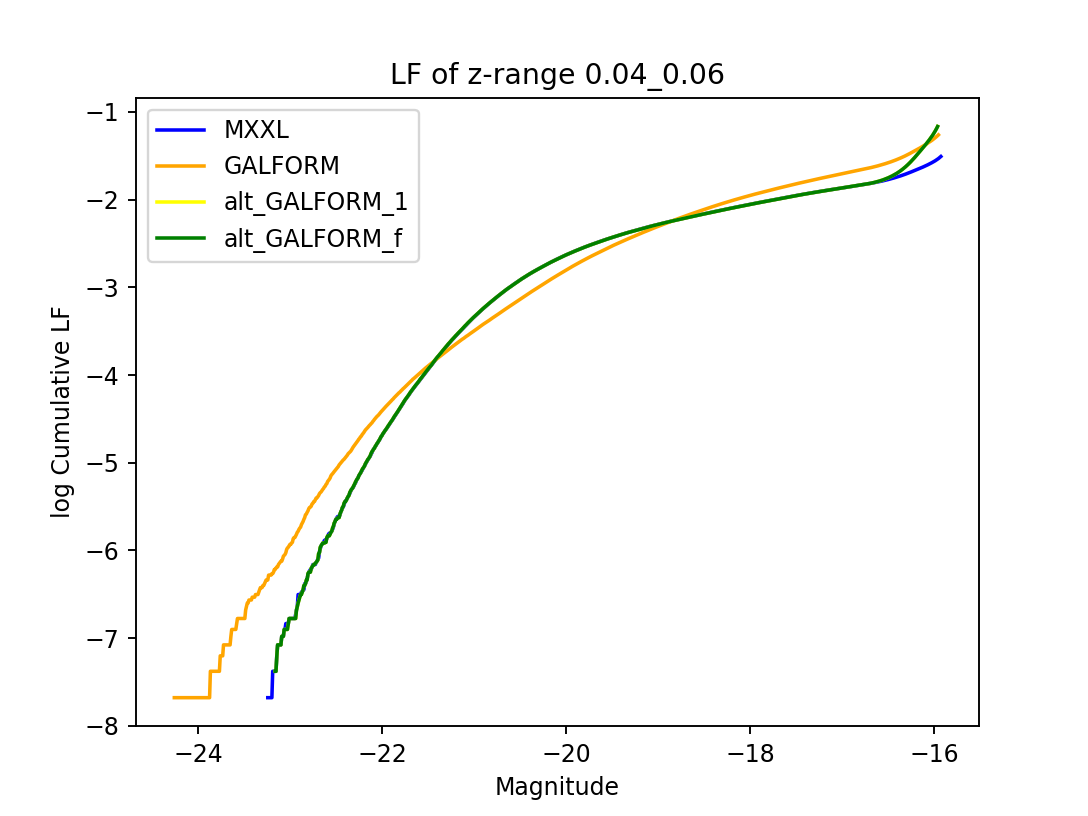 LF of z-range 0.04_0.06
MXXL
GALFORM
alt_GALFORM_1
alt_GALFORM_f
log Cumulative LF
−1
−2
−3
−4
−5
−6
−7
−8
−24
−22
−20
−18
−16
Magnitude